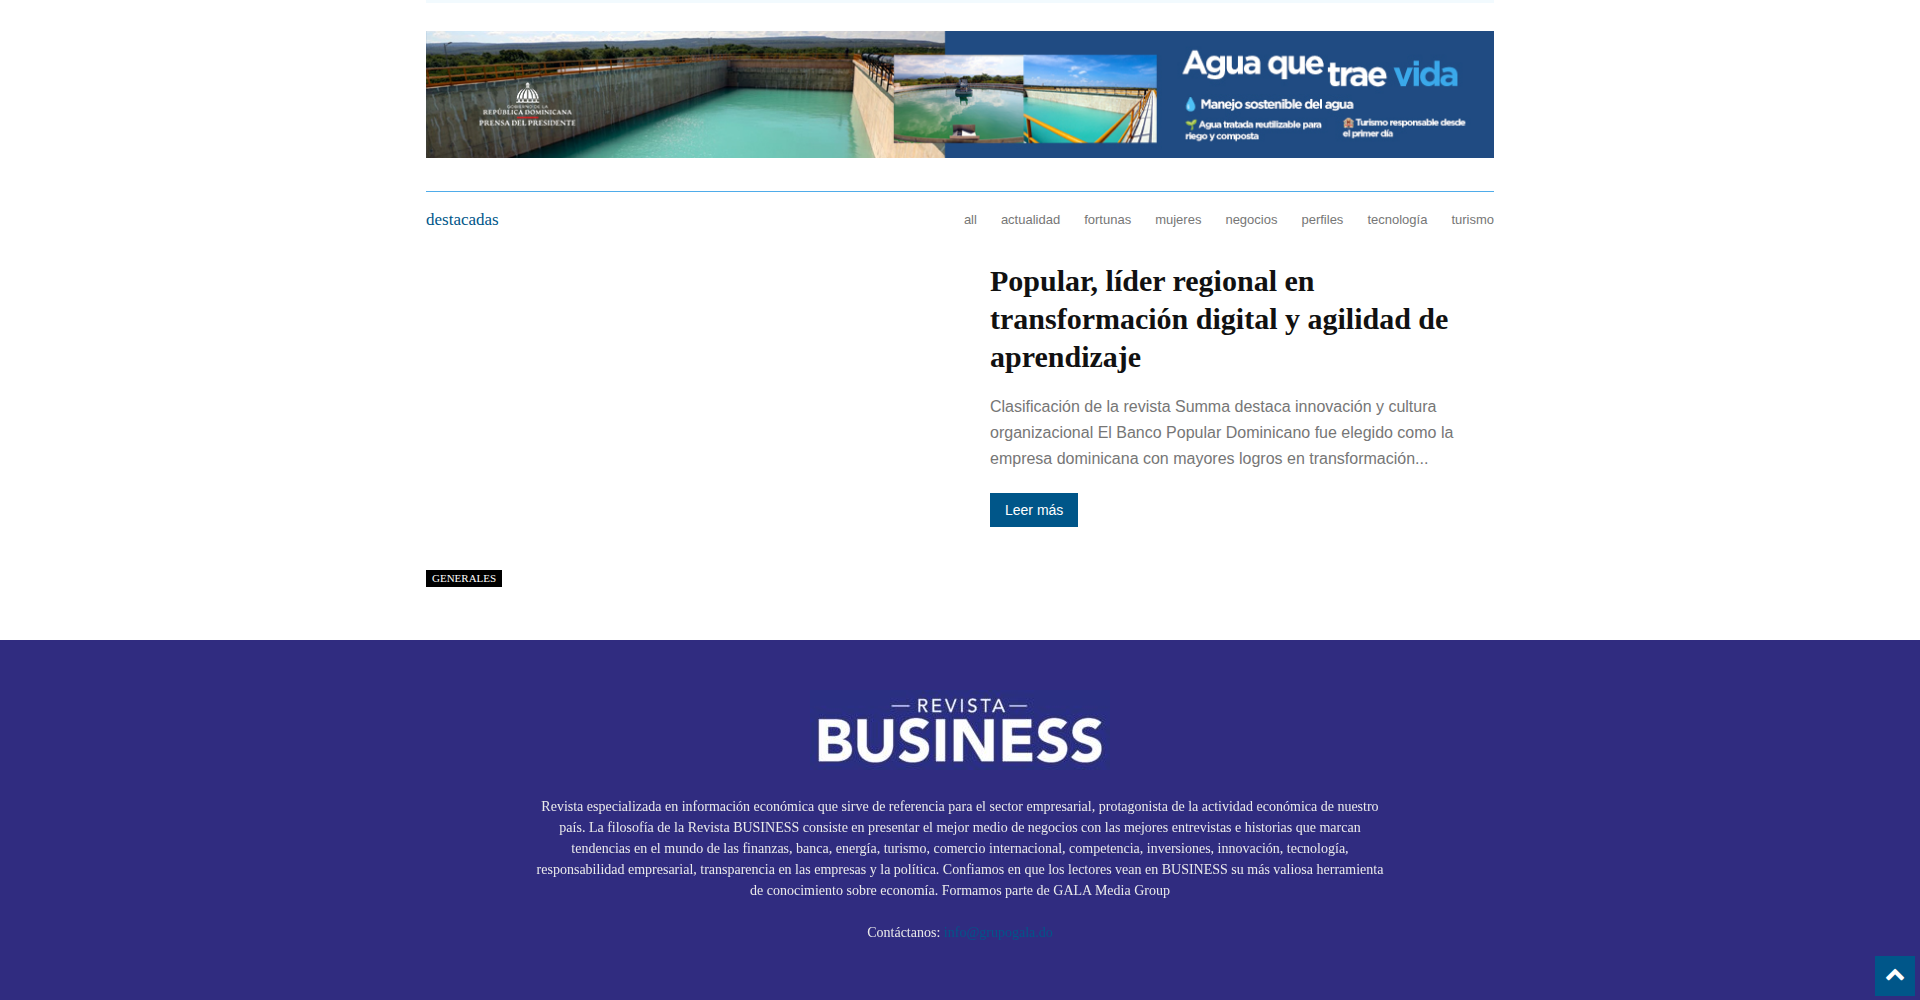 GOBIERNO DE LA
REPÚBLICA DOMINICANA
PRENSA DEL PRESIDENTE
Agua que trae vida
Manejo sostenible del agua
Agua tratada reutilizable para riego y composta
Turismo responsable desde el primer día
destacadas
all actualidad fortunas mujeres negocios perfiles tecnología turismo
Popular, líder regional en
transformación digital y agilidad de
aprendizaje
Clasificación de la revista Summa destaca innovación y cultura
organizacional El Banco Popular Dominicano fue elegido como la
empresa dominicana con mayores logros en transformación...
Leer más
GENERALES
— REVISTA —
BUSINESS
Revista especializada en información económica que sirve de referencia para el sector empresarial, protagonista de la actividad económica de nuestro
país. La filosofía de la Revista BUSINESS consiste en presentar el mejor medio de negocios con las mejores entrevistas e historias que marcan
tendencias en el mundo de las finanzas, banca, energía, turismo, comercio internacional, competencia, inversiones, innovación, tecnología,
responsabilidad empresarial, transparencia en las empresas y la política. Confiamos en que los lectores vean en BUSINESS su más valiosa herramienta
de conocimiento sobre economía. Formamos parte de GALA Media Group
Contáctanos: info@grupogala.do